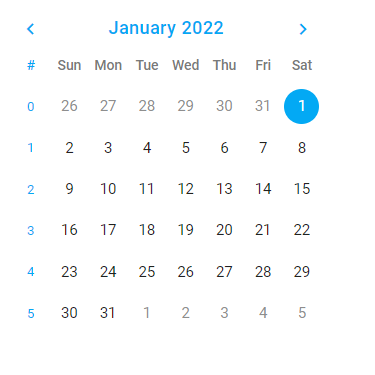 January 2022
# Sun Mon Tue Wed Thu Fri Sat
0 26 27 28 29 30 31 1
1 2 3 4 5 6 7 8
2 9 10 11 12 13 14 15
3 16 17 18 19 20 21 22
4 23 24 25 26 27 28 29
5 30 31 1 2 3 4 5